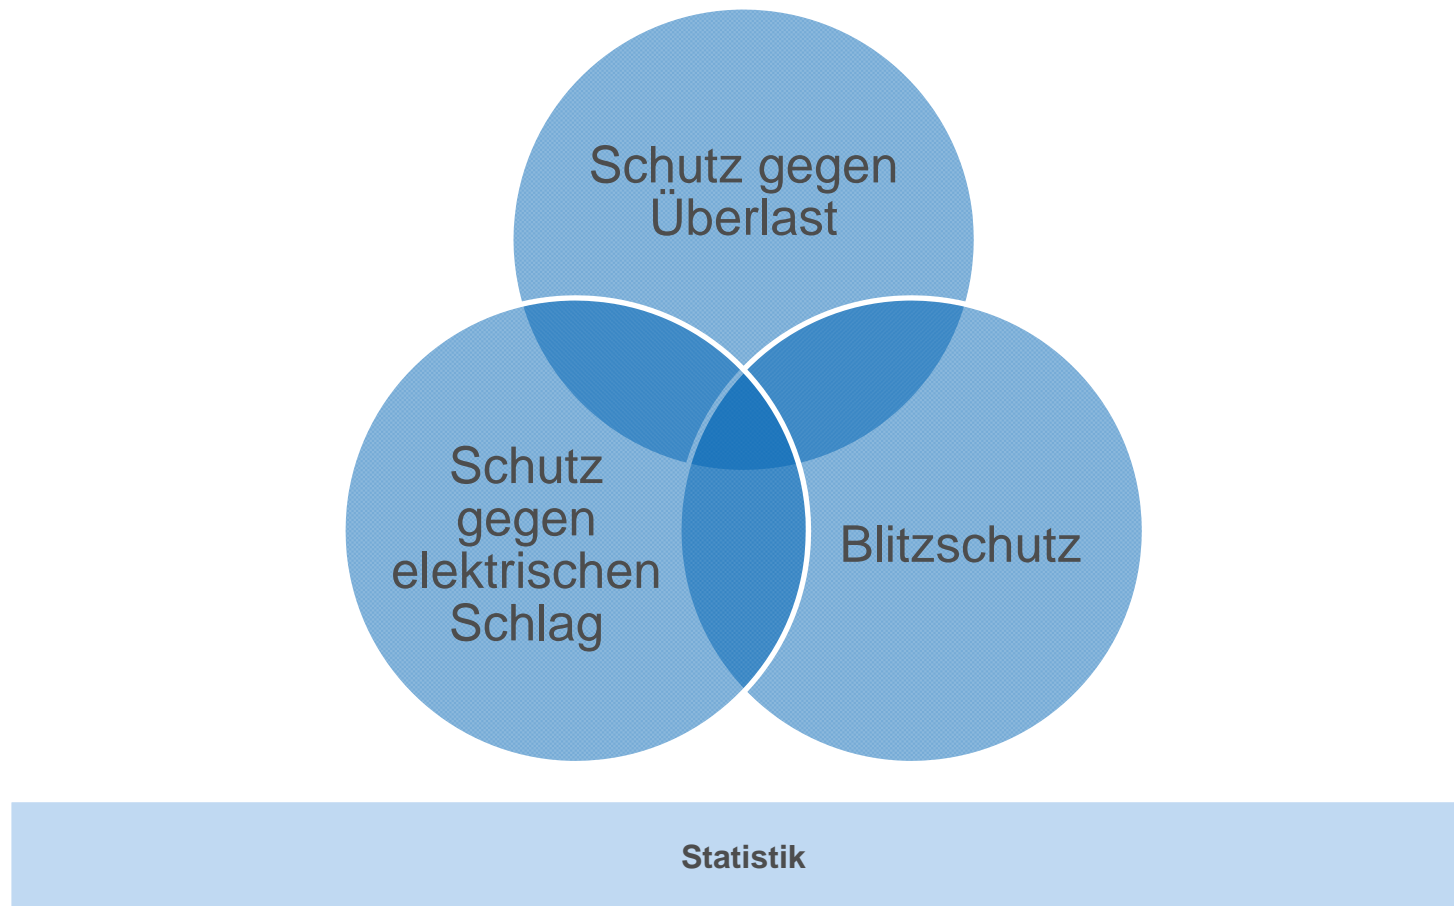 Schutz gegen
Überlast
Schutz
gegen
elektrischen
Schlag
Blitzschutz
Statistik